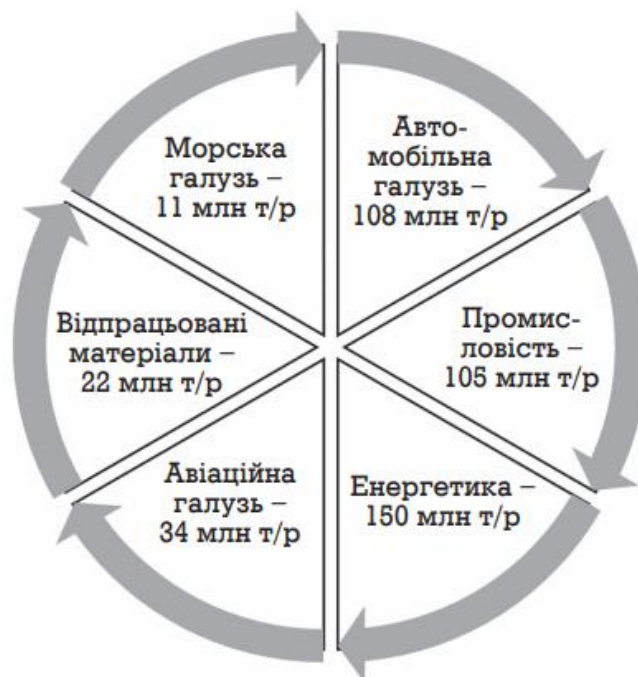 Авто-
мобільна
галузь –
108 млн т/р
Промис-
ловість –
105 млн т/р
Енергетика –
150 млн т/р
Авіаційна
галузь –
34 млн т/р
Відпрацьовані
матеріали –
22 млн т/р
Морська
галузь –
11 млн т/р